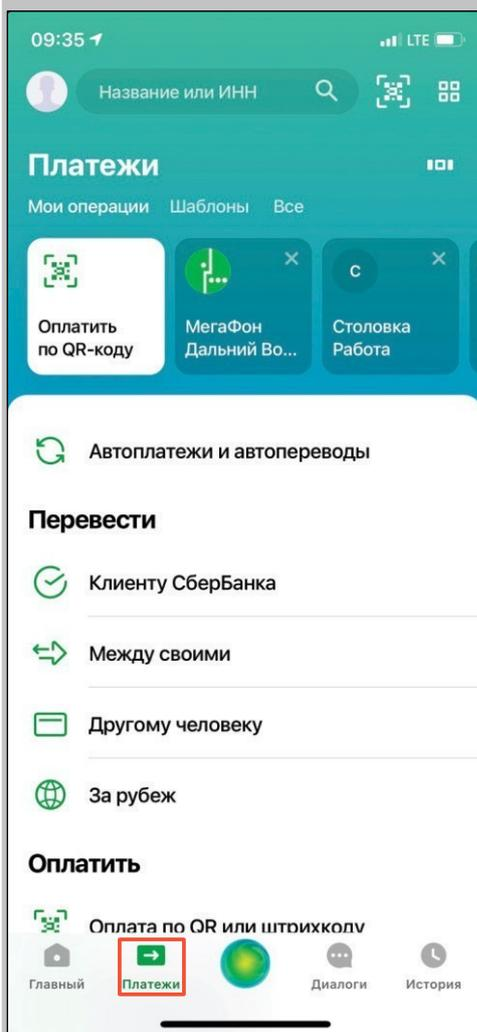 09:35
LTE
Название или ИНН
Платежи
Мои операции Шаблоны Все
Оплатить
по QR-коду
МегаФон
Дальний Во...
С
Столовка
Работа
Автоплатежи и автопереводы
Перевести
Клиенту СберБанка
Между своими
Другому человеку
За рубеж
Оплатить
Оплата по QR или штрихкоду
Главный Платежи Диалоги История